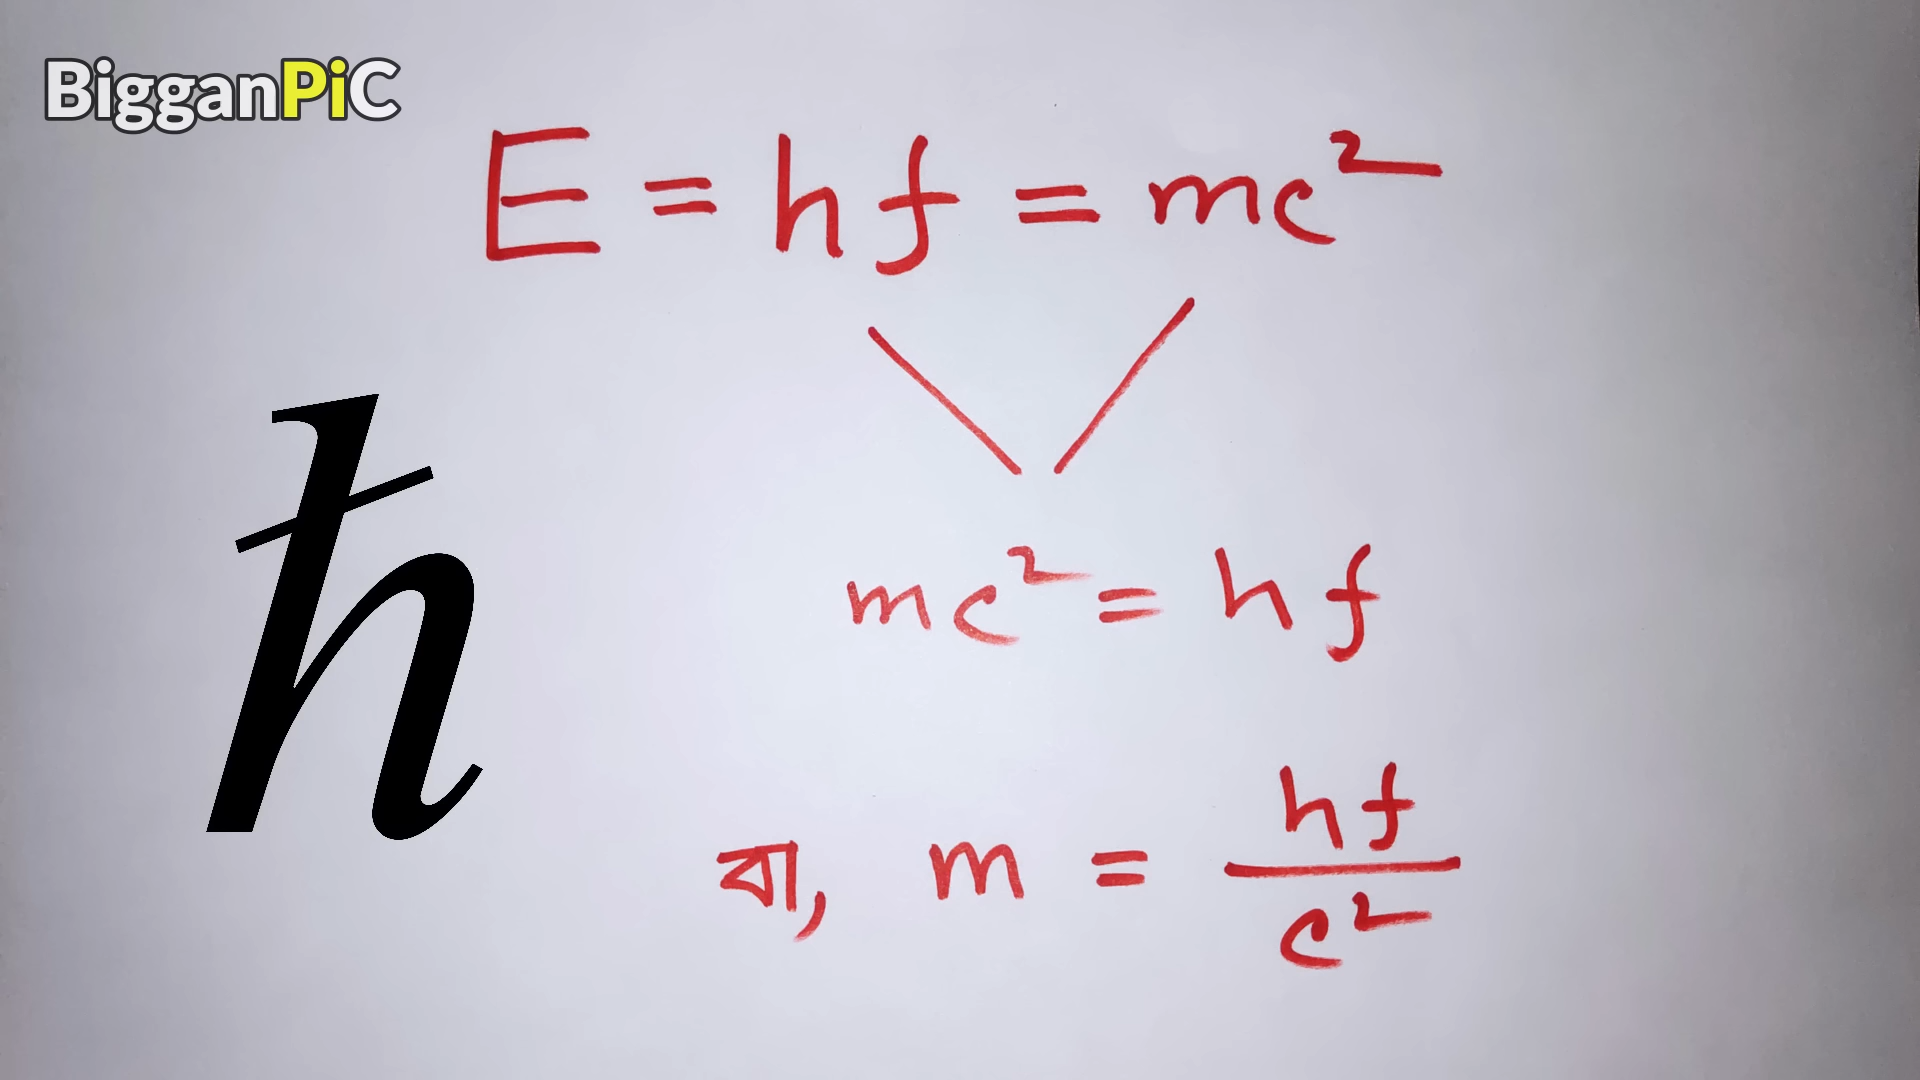 BigganPiC
E = hf = mc²
ħ
mc² = hf
বা, m = hf/c²